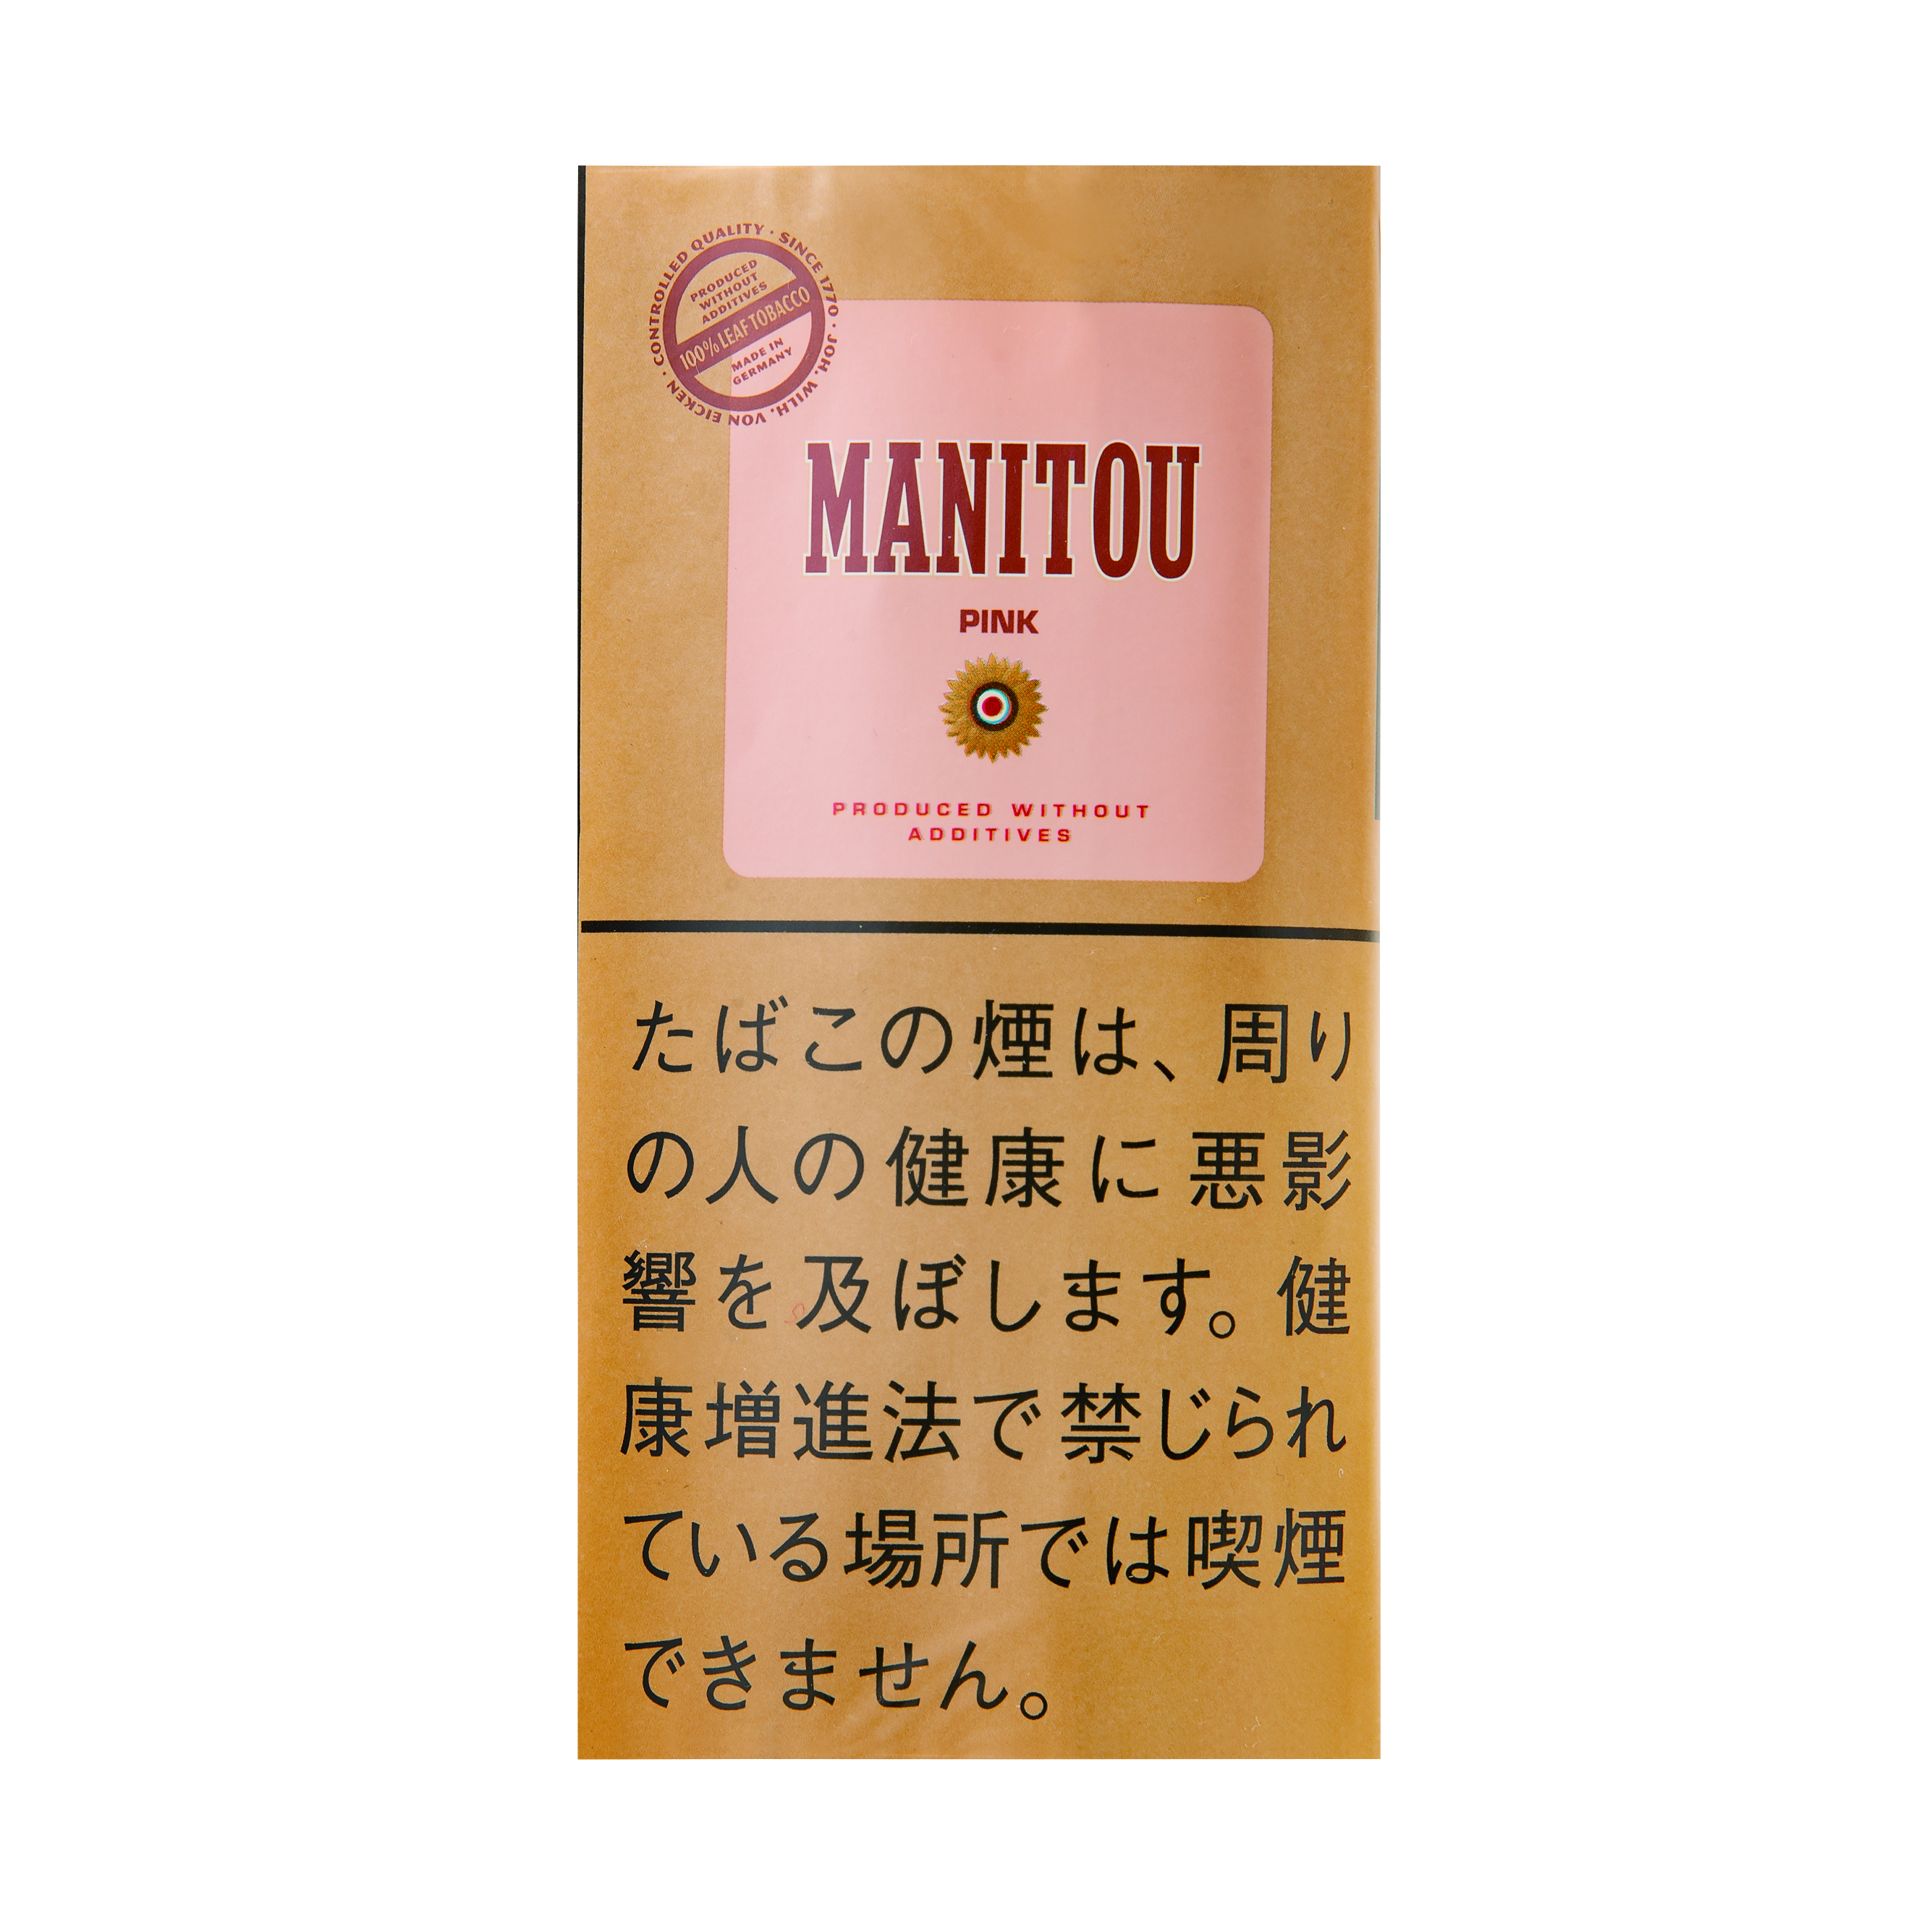 CONTROLLED QUALITY · SINCE 1770 · JOH. WILH. VON EICKEN ·
PRODUCED
WITHOUT
ADDITIVES
100% LEAF TOBACCO
MADE IN
GERMANY
MANITOU
PINK
PRODUCED WITHOUT
ADDITIVES
たばこの煙は、周り
の人の健康に悪影
響を及ぼします。健
康増進法で禁じられ
ている場所では喫煙
できません。